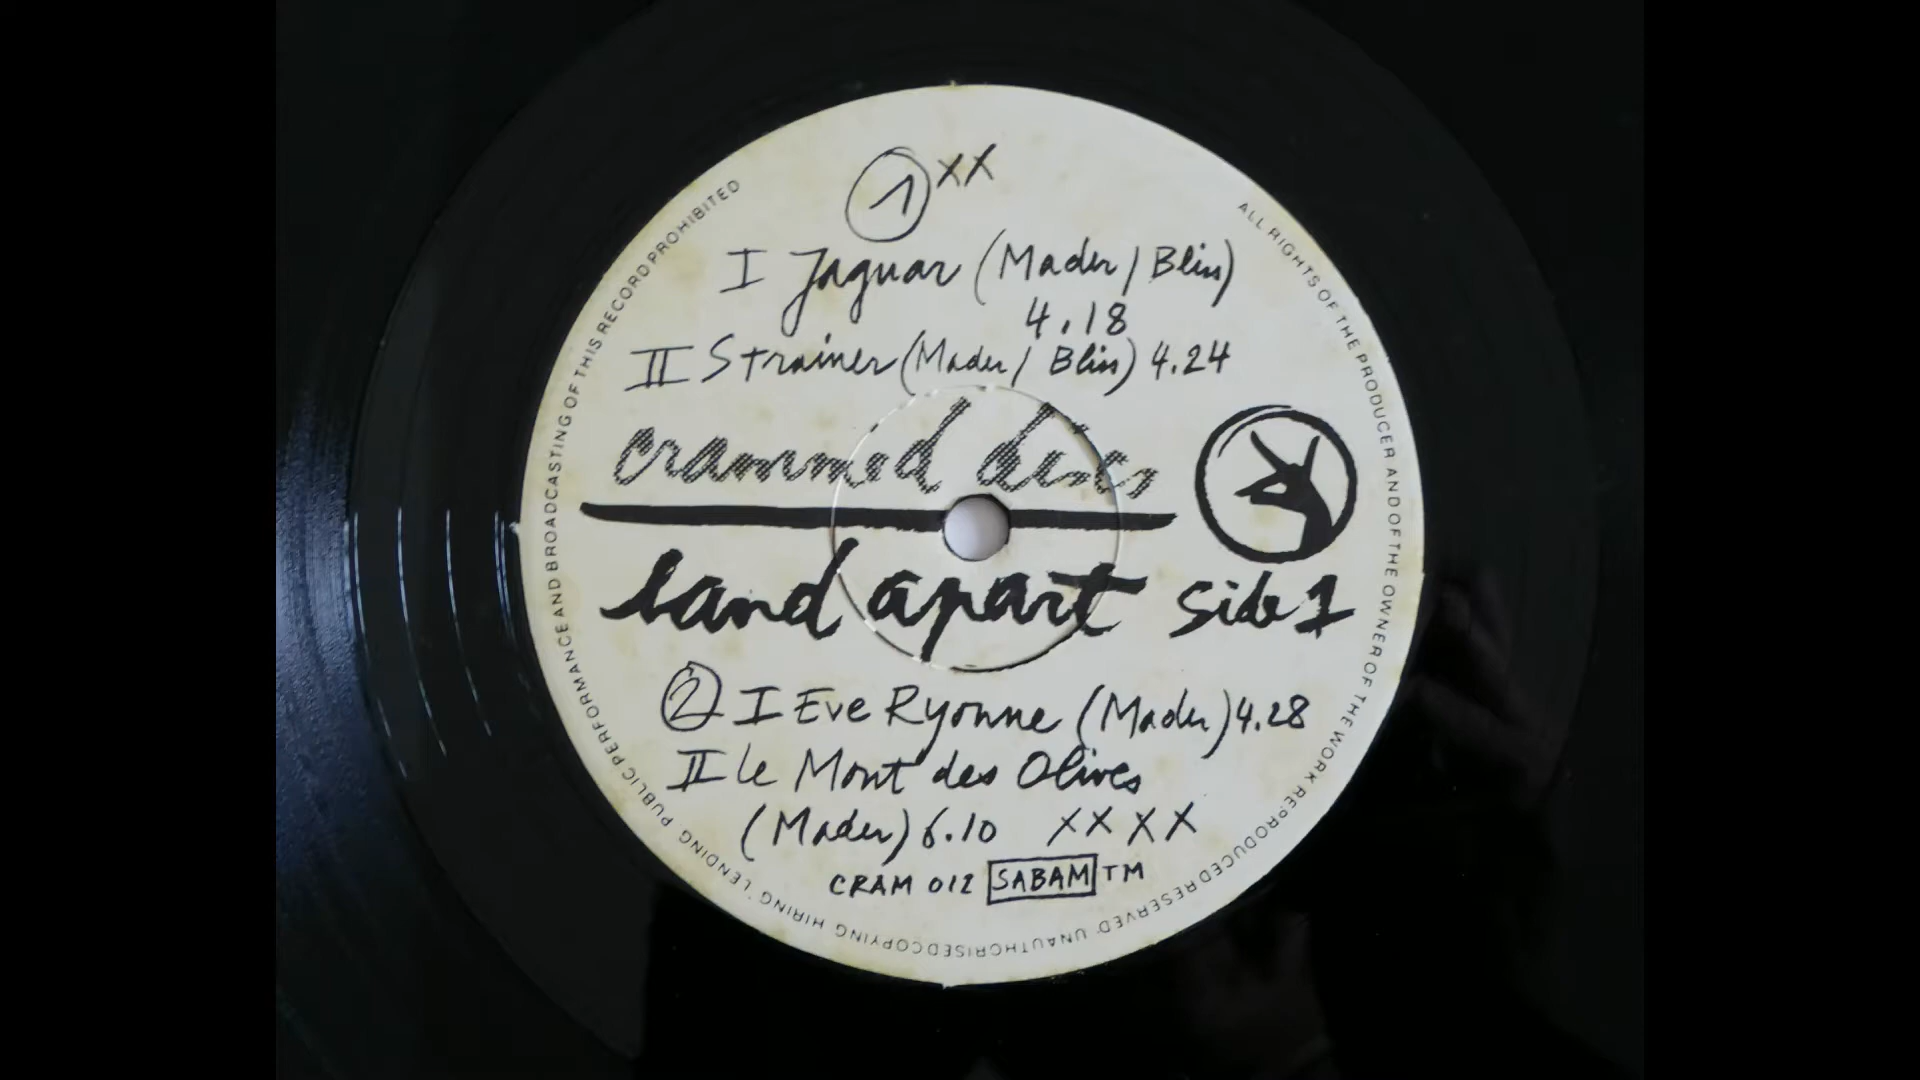 1 XX
I Jaguar (Mader / Bliss)
4.18
II Strainer (Mader / Bliss) 4.24
crammed discs
band apart side 1
2 I Eve Ryonne (Mader) 4.28
II Le Mont des Olives
(Mader) 6.10 XXXX
CRAM 012 SABAM TM
ALL RIGHTS OF THE PRODUCER AND OF THE OWNER OF THE WORK REPRODUCED RESERVED UNAUTHORISED COPYING HIRING LENDING PUBLIC PERFORMANCE AND BROADCASTING OF THIS RECORD PROHIBITED